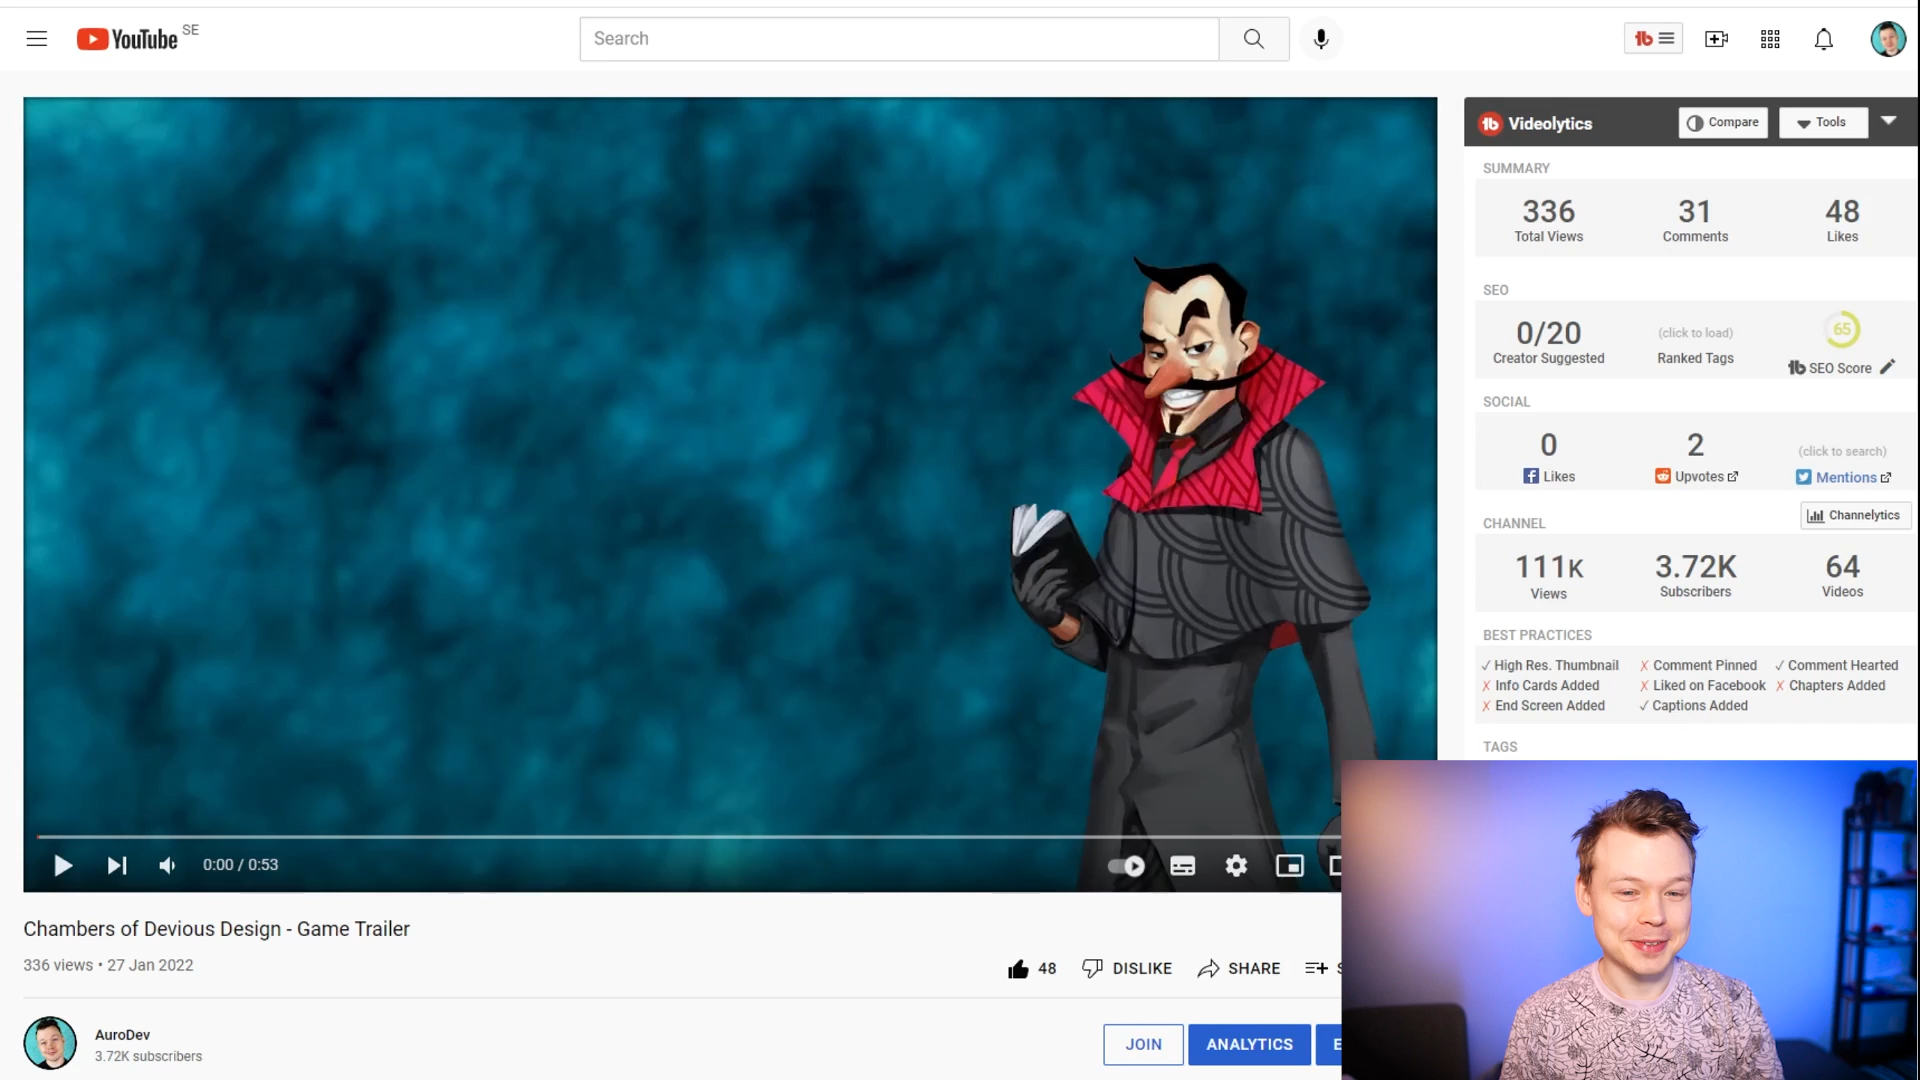 YouTube SE
Search
Videolytics
Compare
Tools
SUMMARY
336
31
48
Total Views
Comments
Likes
SEO
0/20
(click to load)
65
Creator Suggested
Ranked Tags
SEO Score
SOCIAL
0
2
(click to search)
Likes
Upvotes
Mentions
CHANNEL
Channelytics
111K
3.72K
64
Views
Subscribers
Videos
BEST PRACTICES
✓ High Res. Thumbnail
✗ Comment Pinned
✓ Comment Hearted
✗ Info Cards Added
✗ Liked on Facebook
✗ Chapters Added
✗ End Screen Added
✓ Captions Added
TAGS
0:00 / 0:53
Chambers of Devious Design - Game Trailer
336 views • 27 Jan 2022
48
DISLIKE
SHARE
AuroDev
3.72K subscribers
JOIN
ANALYTICS